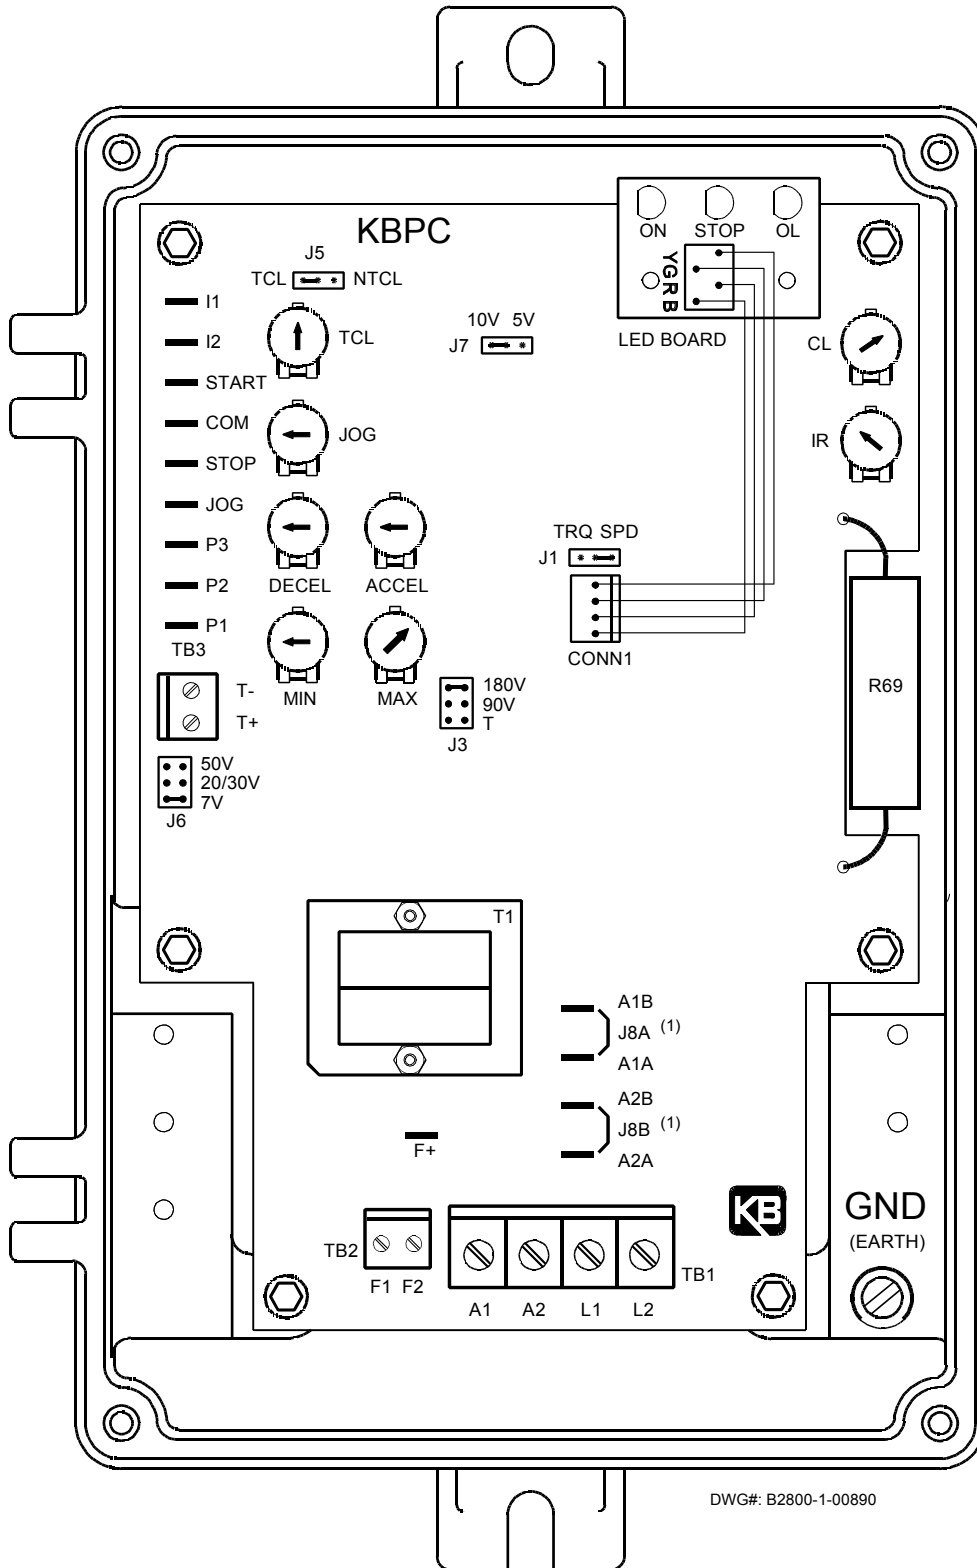 KBPC
ON STOP OL
Y G R B
LED BOARD
J5
TCL NTCL
TCL
10V 5V
J7
CL
IR
I1
I2
START
COM
STOP
JOG
P3
P2
P1
JOG
DECEL ACCEL
MIN MAX
TRQ SPD
J1
CONN1
TB3
T-
T+
180V
90V
T
J3
50V
20/30V
7V
J6
R69
T1
A1B
J8A (1)
A1A
A2B
J8B (1)
A2A
F+
KB
GND
(EARTH)
TB2
F1 F2
TB1
A1 A2 L1 L2
DWG#: B2800-1-00890